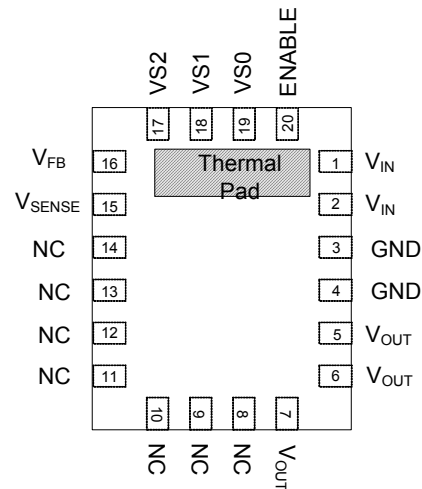 VS2 VS1 VS0 ENABLE
17 18 19 20
VFB 16 Thermal Pad 1 VIN
VSENSE 15 2 VIN
NC 14 3 GND
NC 13 4 GND
NC 12 5 VOUT
NC 11 6 VOUT
10 9 8 7
NC NC NC VOUT